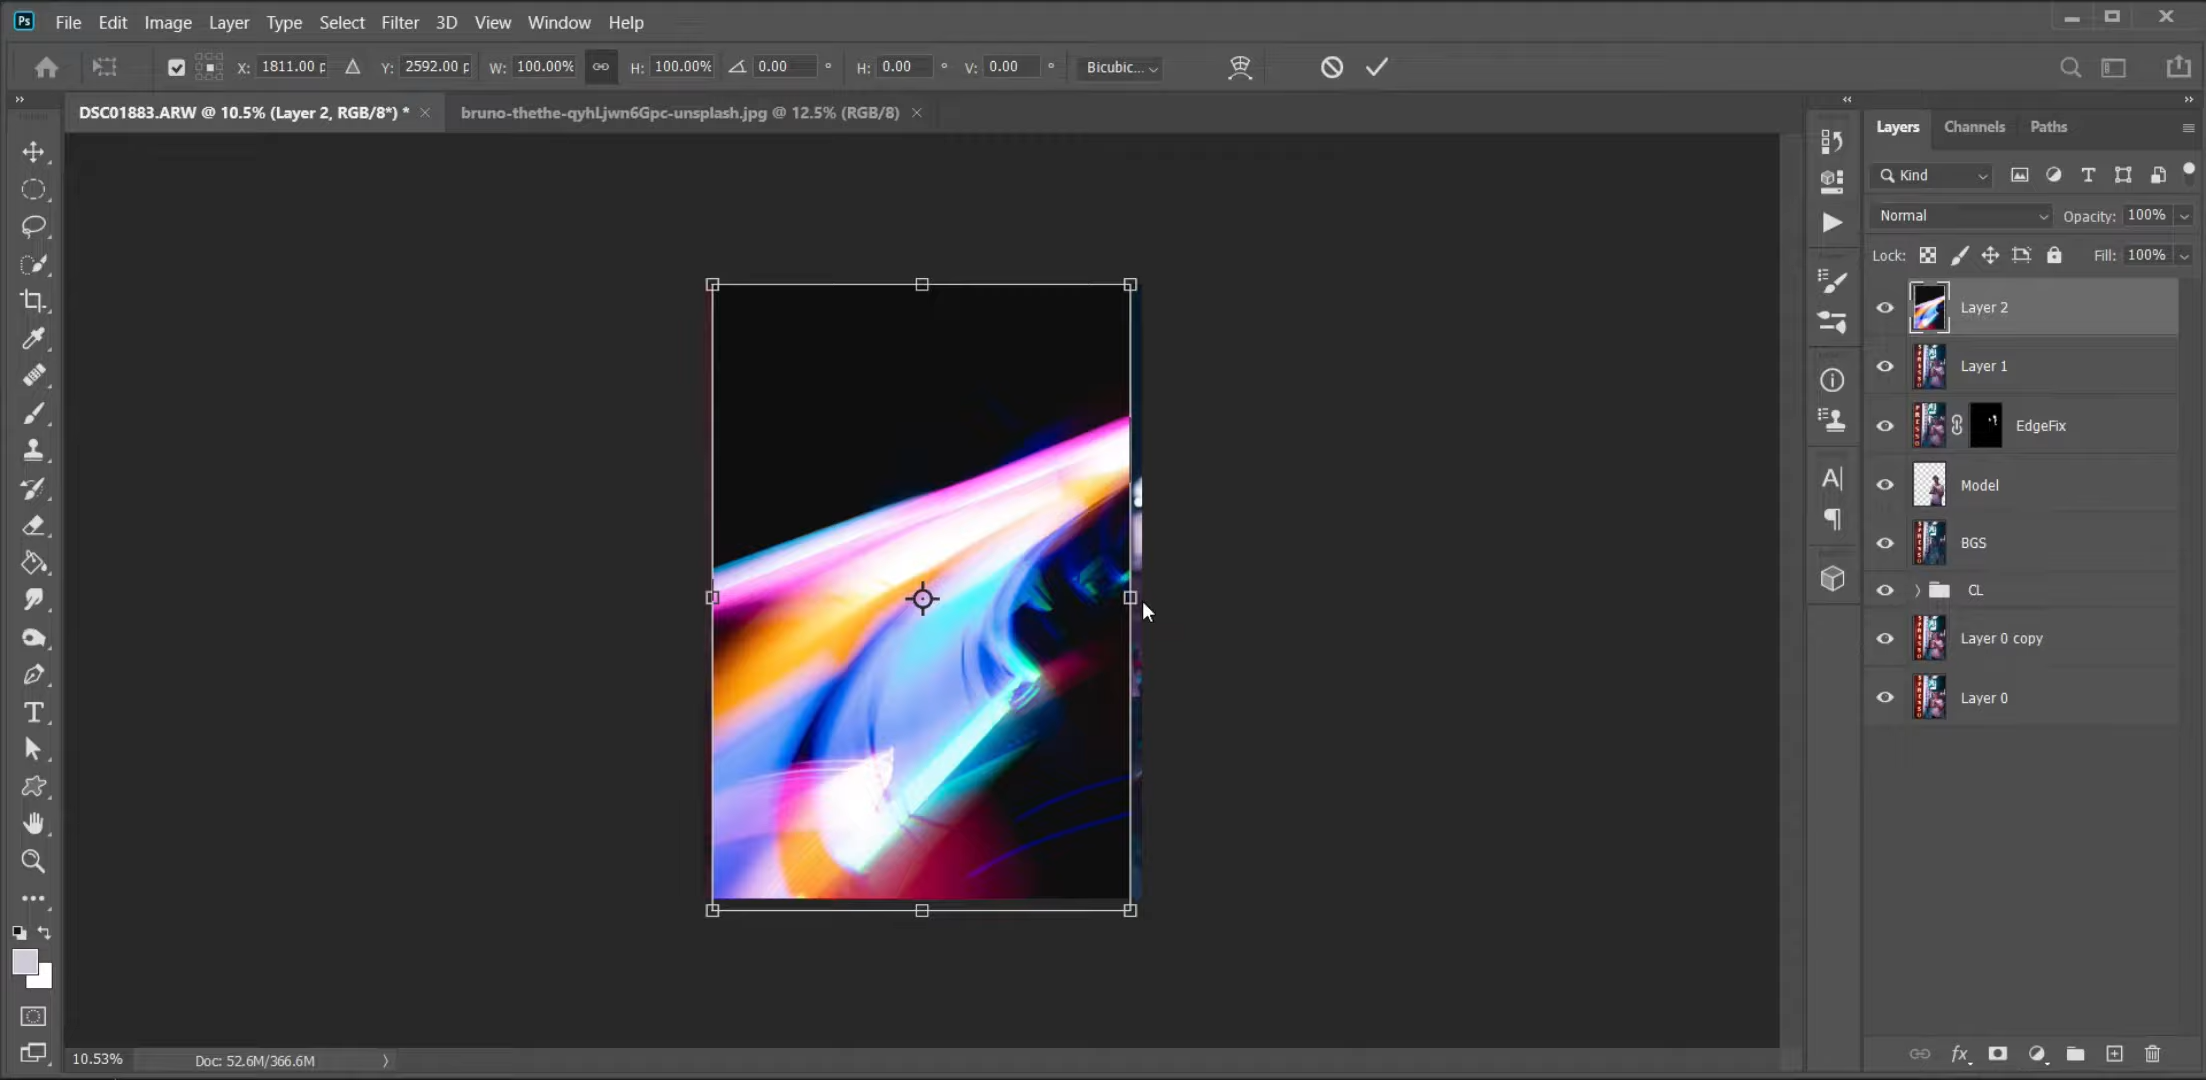 Ps File Edit Image Layer Type Select Filter 3D View Window Help
X: 1811.00 p Y: 2592.00 p W: 100.00% H: 100.00% 0.00 ° H: 0.00 ° V: 0.00 ° Bicubic...
DSC01883.ARW @ 10.5% (Layer 2, RGB/8*) * × bruno-thethe-qyhLjwn6Gpc-unsplash.jpg @ 12.5% (RGB/8) ×
Layers Channels Paths
Kind
Normal Opacity: 100%
Lock: Fill: 100%
Layer 2
Layer 1
EdgeFix
Model
BGS
CL
Layer 0 copy
Layer 0
10.53% Doc: 52.6M/366.6M